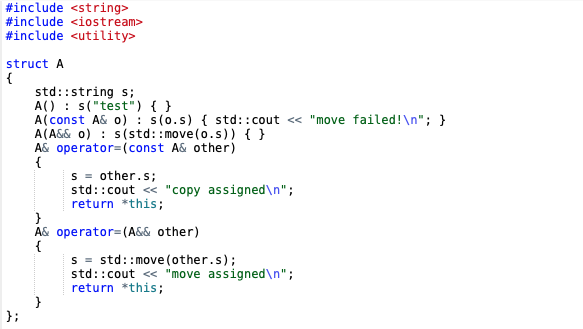 #include <string>
#include <iostream>
#include <utility>

struct A
{
    std::string s;
    A() : s("test") { }
    A(const A& o) : s(o.s) { std::cout << "move failed!\n"; }
    A(A&& o) : s(std::move(o.s)) { }
    A& operator=(const A& other)
    {
         s = other.s;
         std::cout << "copy assigned\n";
         return *this;
    }
    A& operator=(A&& other)
    {
         s = std::move(other.s);
         std::cout << "move assigned\n";
         return *this;
    }
};